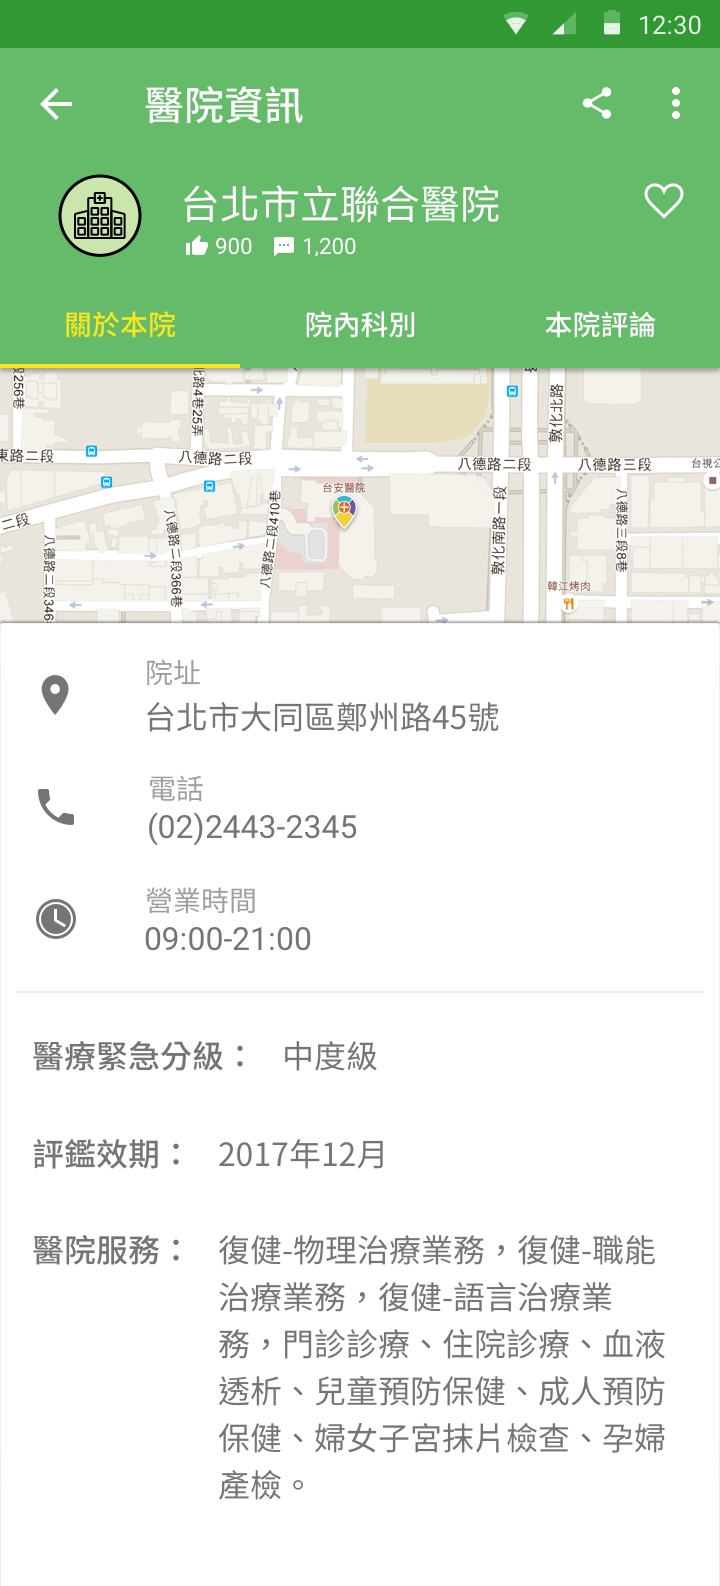 12:30
醫院資訊
台北市立聯合醫院
900 1,200
關於本院 院內科別 本院評論
段256巷
北路4巷25弄
敦化北路
東路二段
八德路二段
八德路二段
八德路三段
台視公
二段
台安醫院
八德路二段410巷
敦化南路一段
八德路三段8巷
八德路二段366巷
八德路二段346
韓江烤肉
院址
台北市大同區鄭州路45號
電話
(02)2443-2345
營業時間
09:00-21:00
醫療緊急分級： 中度級
評鑑效期： 2017年12月
醫院服務： 復健-物理治療業務，復健-職能
治療業務，復健-語言治療業
務，門診診療、住院診療、血液
透析、兒童預防保健、成人預防
保健、婦女子宮抹片檢查、孕婦
產檢。